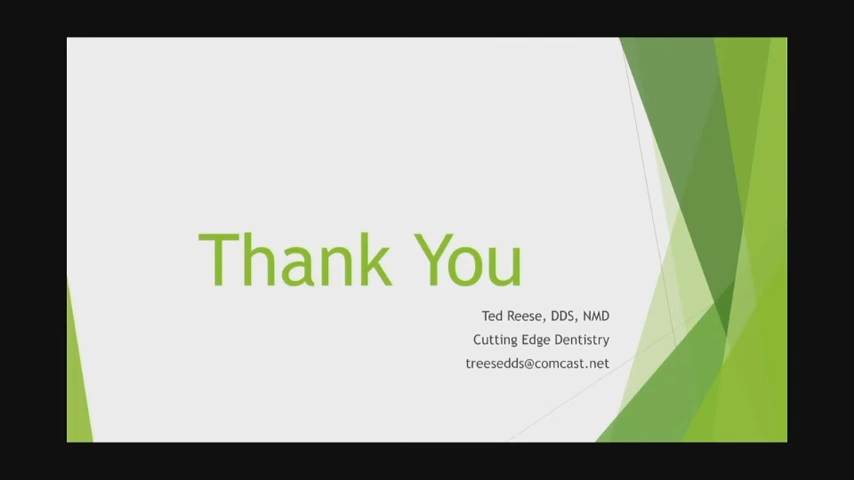 Thank You
Ted Reese, DDS, NMD
Cutting Edge Dentistry
treesedds@comcast.net